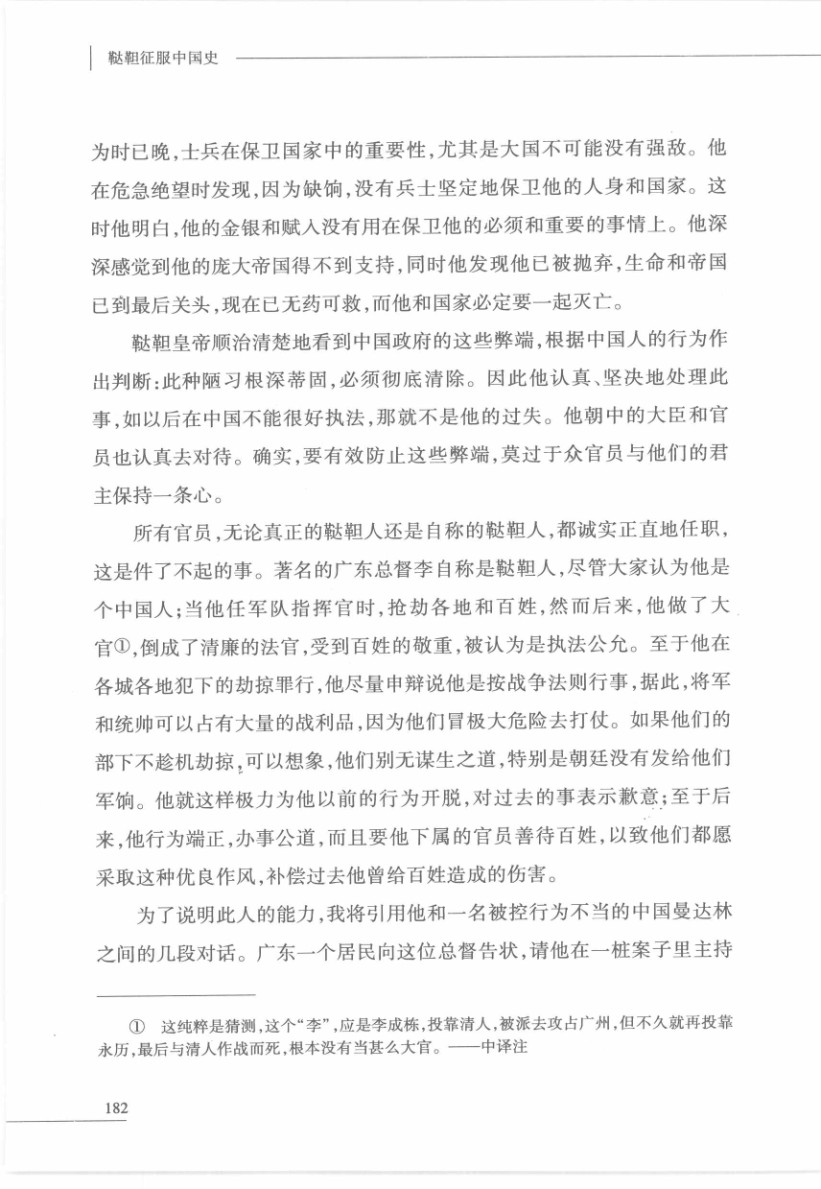 鞑靼征服中国史
为时已晚,士兵在保卫国家中的重要性,尤其是大国不可能没有强敌。他
在危急绝望时发现,因为缺饷,没有兵士坚定地保卫他的人身和国家。这
时他明白,他的金银和赋入没有用在保卫他的必须和重要的事情上。他深
深感觉到他的庞大帝国得不到支持,同时他发现他已被抛弃,生命和帝国
已到最后关头,现在已无药可救,而他和国家必定要一起灭亡。
鞑靼皇帝顺治清楚地看到中国政府的这些弊端,根据中国人的行为作
出判断:此种陋习根深蒂固,必须彻底清除。因此他认真、坚决地处理此
事,如以后在中国不能很好执法,那就不是他的过失。他朝中的大臣和官
员也认真去对待。确实,要有效防止这些弊端,莫过于众官员与他们的君
主保持一条心。
所有官员,无论真正的鞑靼人还是自称的鞑靼人,都诚实正直地任职,
这是件了不起的事。著名的广东总督李自称是鞑靼人,尽管大家认为他是
个中国人;当他任军队指挥官时,抢劫各地和百姓,然而后来,他做了大
官①,倒成了清廉的法官,受到百姓的敬重,被认为是执法公允。至于他在
各城各地犯下的劫掠罪行,他尽量申辩说他是按战争法则行事,据此,将军
和统帅可以占有大量的战利品,因为他们冒极大危险去打仗。如果他们的
部下不趁机劫掠,可以想象,他们别无谋生之道,特别是朝廷没有发给他们
军饷。他就这样极力为他以前的行为开脱,对过去的事表示歉意;至于后
来,他行为端正,办事公道,而且要他下属的官员善待百姓,以致他们都愿
采取这种优良作风,补偿过去他曾给百姓造成的伤害。
为了说明此人的能力,我将引用他和一名被控行为不当的中国曼达林
之间的几段对话。广东一个居民向这位总督告状,请他在一桩案子里主持
① 这纯粹是猜测,这个“李”,应是李成栋,投靠清人,被派去攻占广州,但不久就再投靠
永历,最后与清人作战而死,根本没有当甚么大官。——中译注
182